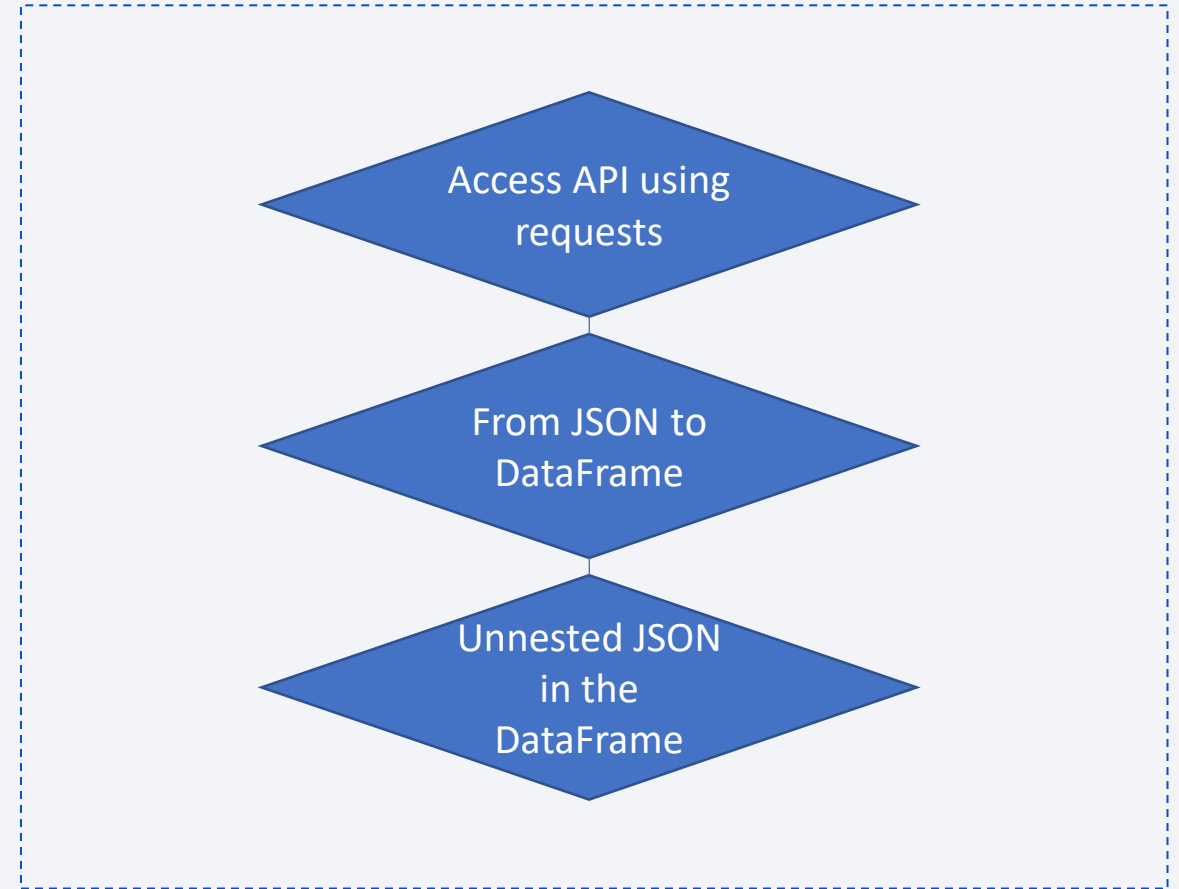 Access API using
requests
From JSON to
DataFrame
Unnested JSON
in the
DataFrame